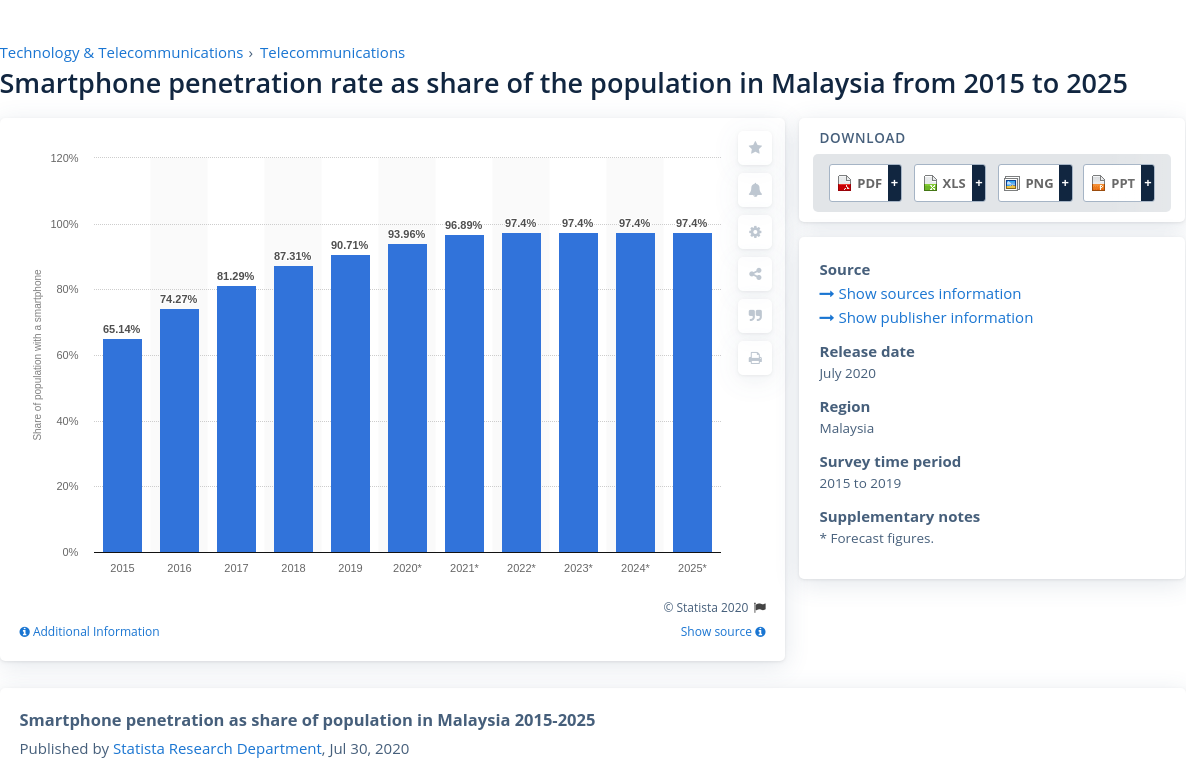 Technology & Telecommunications › Telecommunications
Smartphone penetration rate as share of the population in Malaysia from 2015 to 2025
DOWNLOAD
PDF + XLS + PNG + PPT +
Share of population with a smartphone
120%
100%
80%
60%
40%
20%
0%
65.14%
74.27%
81.29%
87.31%
90.71%
93.96%
96.89%
97.4%
97.4%
97.4%
97.4%
2015 2016 2017 2018 2019 2020* 2021* 2022* 2023* 2024* 2025*
© Statista 2020
Additional Information
Show source
Source
Show sources information
Show publisher information
Release date
July 2020
Region
Malaysia
Survey time period
2015 to 2019
Supplementary notes
* Forecast figures.
Smartphone penetration as share of population in Malaysia 2015-2025
Published by Statista Research Department, Jul 30, 2020